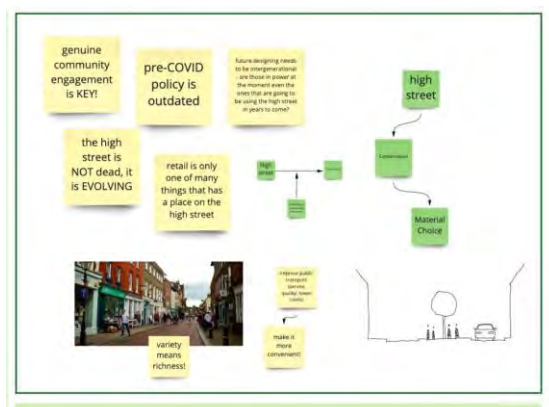 genuine
community
engagement
is KEY!
pre-COVID
policy is
outdated
future designing needs
to be intergenerational
- are those in power at
the moment even the
ones that are going to
be using the high street
in years to come?
the high
street is
NOT dead, it
is EVOLVING
retail is only
one of many
things that has
a place on the
high street
high
street
high
street
Material
Choice
variety
means
richness!
improve public
transport
make it
more
convenient!